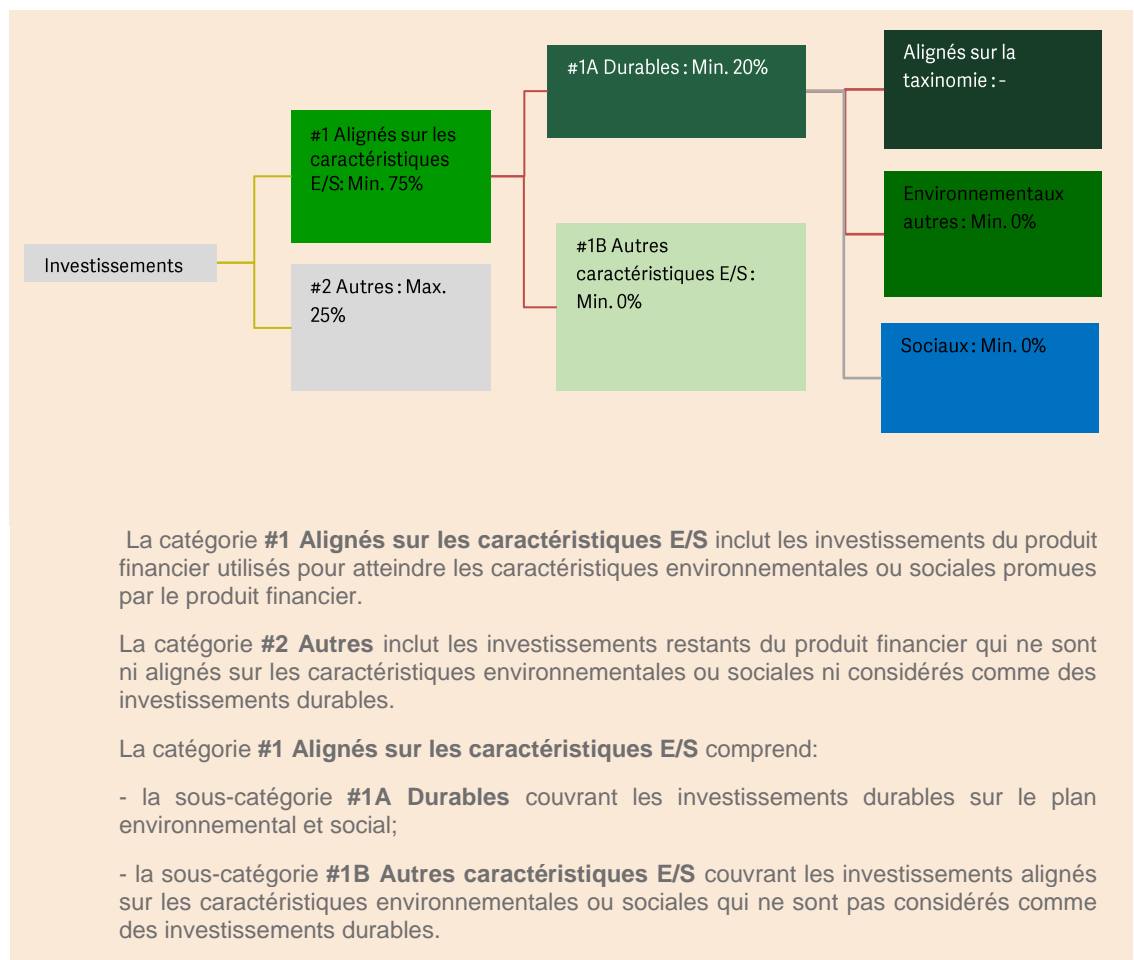 Investissements
#1 Alignés sur les
caractéristiques
E/S: Min. 75%
#2 Autres : Max.
25%
#1A Durables : Min. 20%
#1B Autres
caractéristiques E/S :
Min. 0%
Alignés sur la
taxinomie : -
Environnementaux
autres : Min. 0%
Sociaux : Min. 0%
La catégorie #1 Alignés sur les caractéristiques E/S inclut les investissements du produit
financier utilisés pour atteindre les caractéristiques environnementales ou sociales promues
par le produit financier.
La catégorie #2 Autres inclut les investissements restants du produit financier qui ne sont
ni alignés sur les caractéristiques environnementales ou sociales ni considérés comme des
investissements durables.
La catégorie #1 Alignés sur les caractéristiques E/S comprend:
- la sous-catégorie #1A Durables couvrant les investissements durables sur le plan
environnemental et social;
- la sous-catégorie #1B Autres caractéristiques E/S couvrant les investissements alignés
sur les caractéristiques environnementales ou sociales qui ne sont pas considérés comme
des investissements durables.